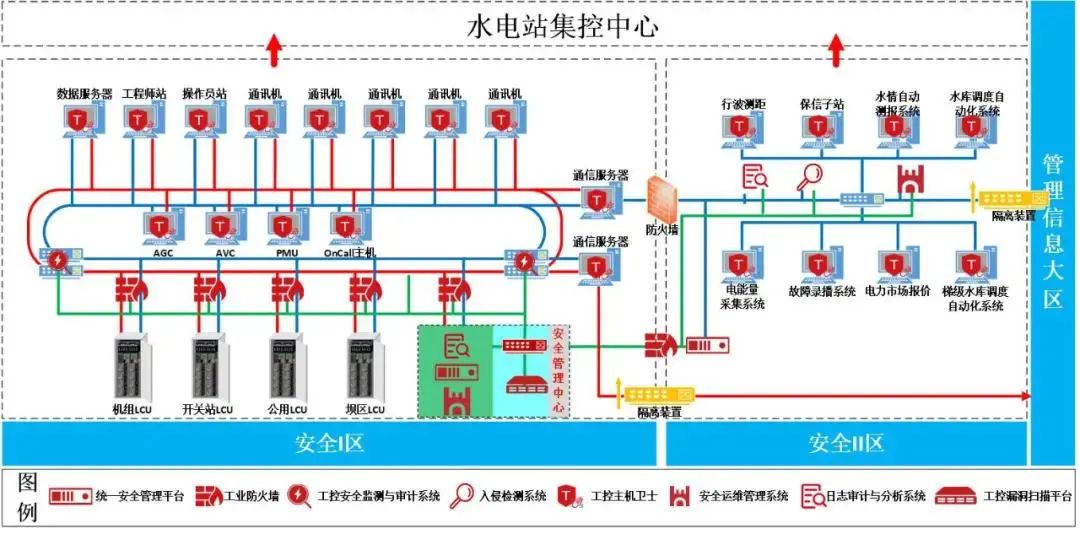 水电站集控中心
数据服务器
工程师站
操作员站
通讯机
通讯机
通讯机
通讯机
通讯机
行波测距
保信子站
水情自动
测报系统
水库调度自
动化系统
通信服务器
防火墙
隔离装置
AGC
AVC
PMU
OnCall主机
通信服务器
电能量
采集系统
故障录播系统
电力市场报价
梯级水库调度
自动化系统
机组LCU
开关站LCU
公用LCU
坝区LCU
安全管理中心
隔离装置
管理信息大区
安全I区
安全II区
图例
统一安全管理平台
工业防火墙
工控安全监测与审计系统
入侵检测系统
工控主机卫士
安全运维管理系统
日志审计与分析系统
工控漏洞扫描平台